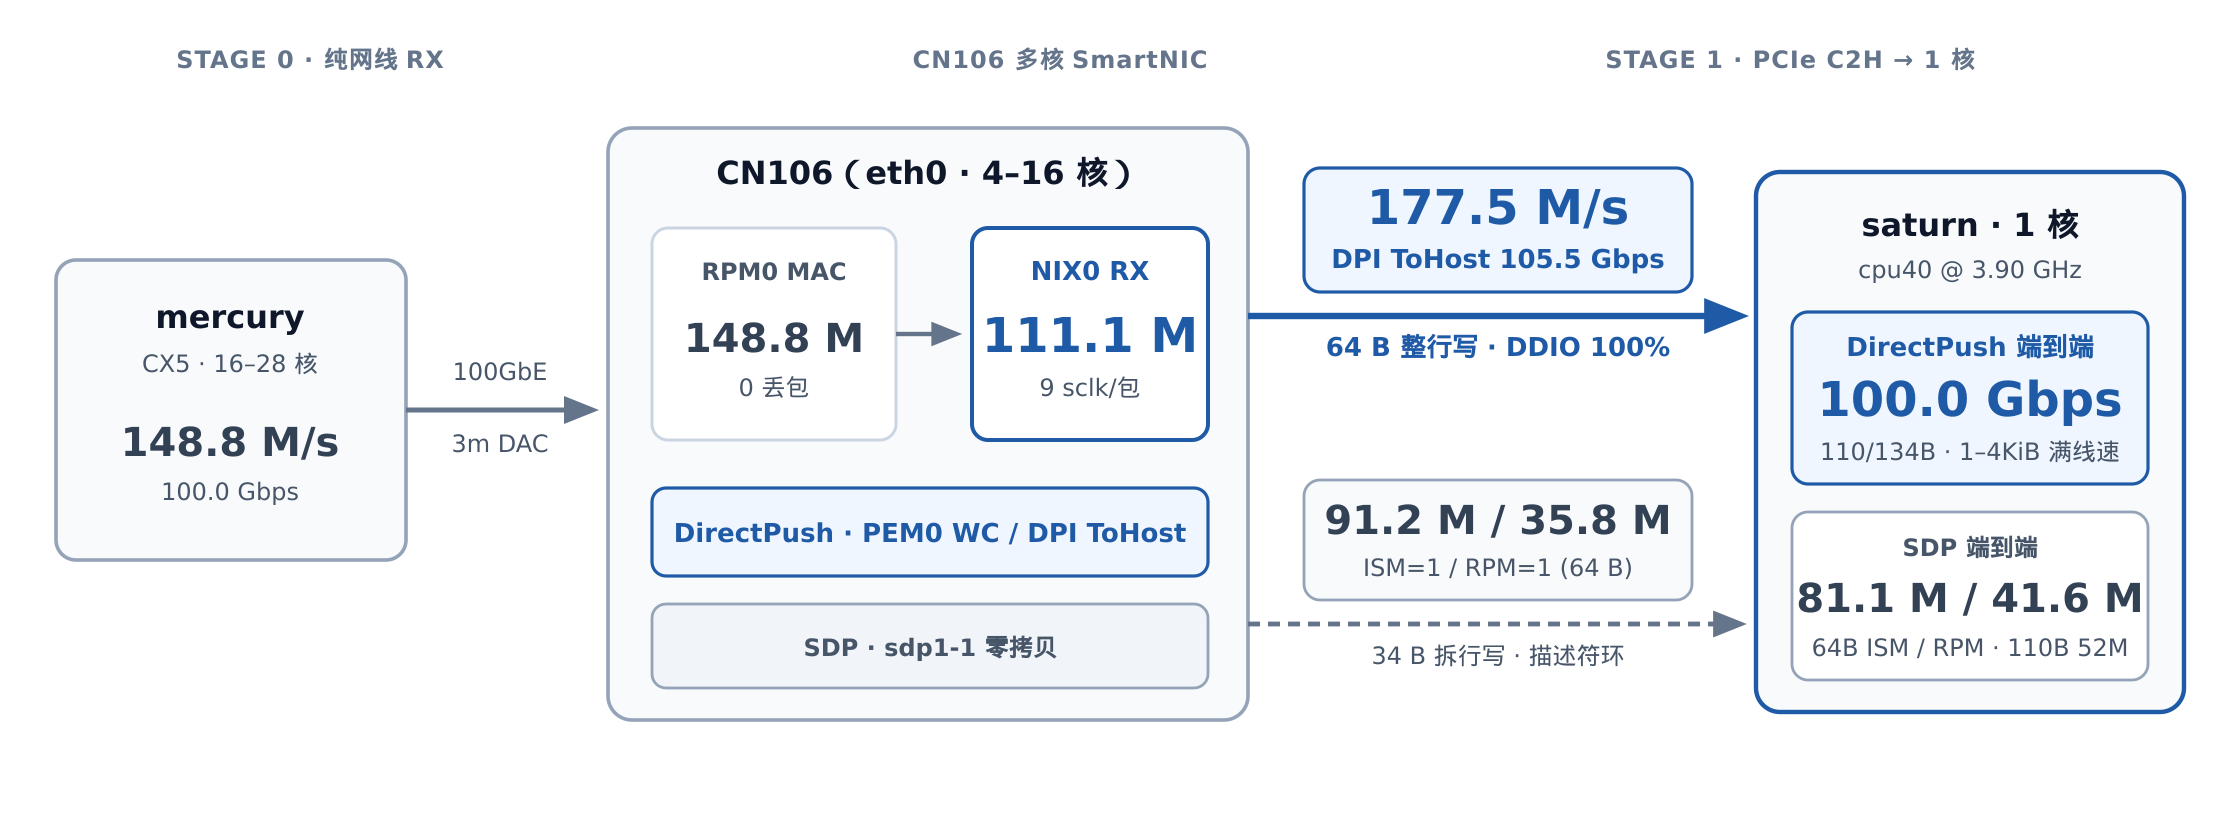 STAGE 0 · 纯网线 RX
CN106 多核 SmartNIC
STAGE 1 · PCIe C2H → 1 核
mercury
CX5 · 16–28 核
148.8 M/s
100.0 Gbps
100GbE
3m DAC
CN106（eth0 · 4–16 核）
RPM0 MAC
148.8 M
0 丢包
NIX0 RX
111.1 M
9 sclk/包
DirectPush · PEM0 WC / DPI ToHost
SDP · sdp1-1 零拷贝
177.5 M/s
DPI ToHost 105.5 Gbps
64 B 整行写 · DDIO 100%
91.2 M / 35.8 M
ISM=1 / RPM=1 (64 B)
34 B 拆行写 · 描述符环
saturn · 1 核
cpu40 @ 3.90 GHz
DirectPush 端到端
100.0 Gbps
110/134B · 1–4KiB 满线速
SDP 端到端
81.1 M / 41.6 M
64B ISM / RPM · 110B 52M